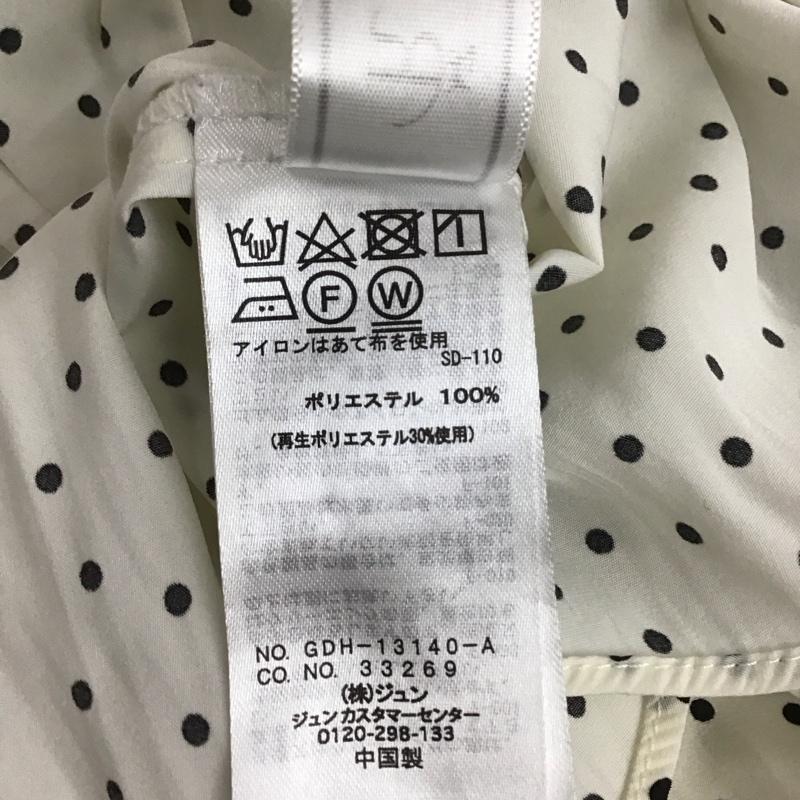 F W
アイロンはあて布を使用
SD-110
ポリエステル 100%
(再生ポリエステル30%使用)
NO. GDH-13140-A
CO. NO. 33269
(株)ジュン
ジュンカスタマーセンター
0120-298-133
中国製